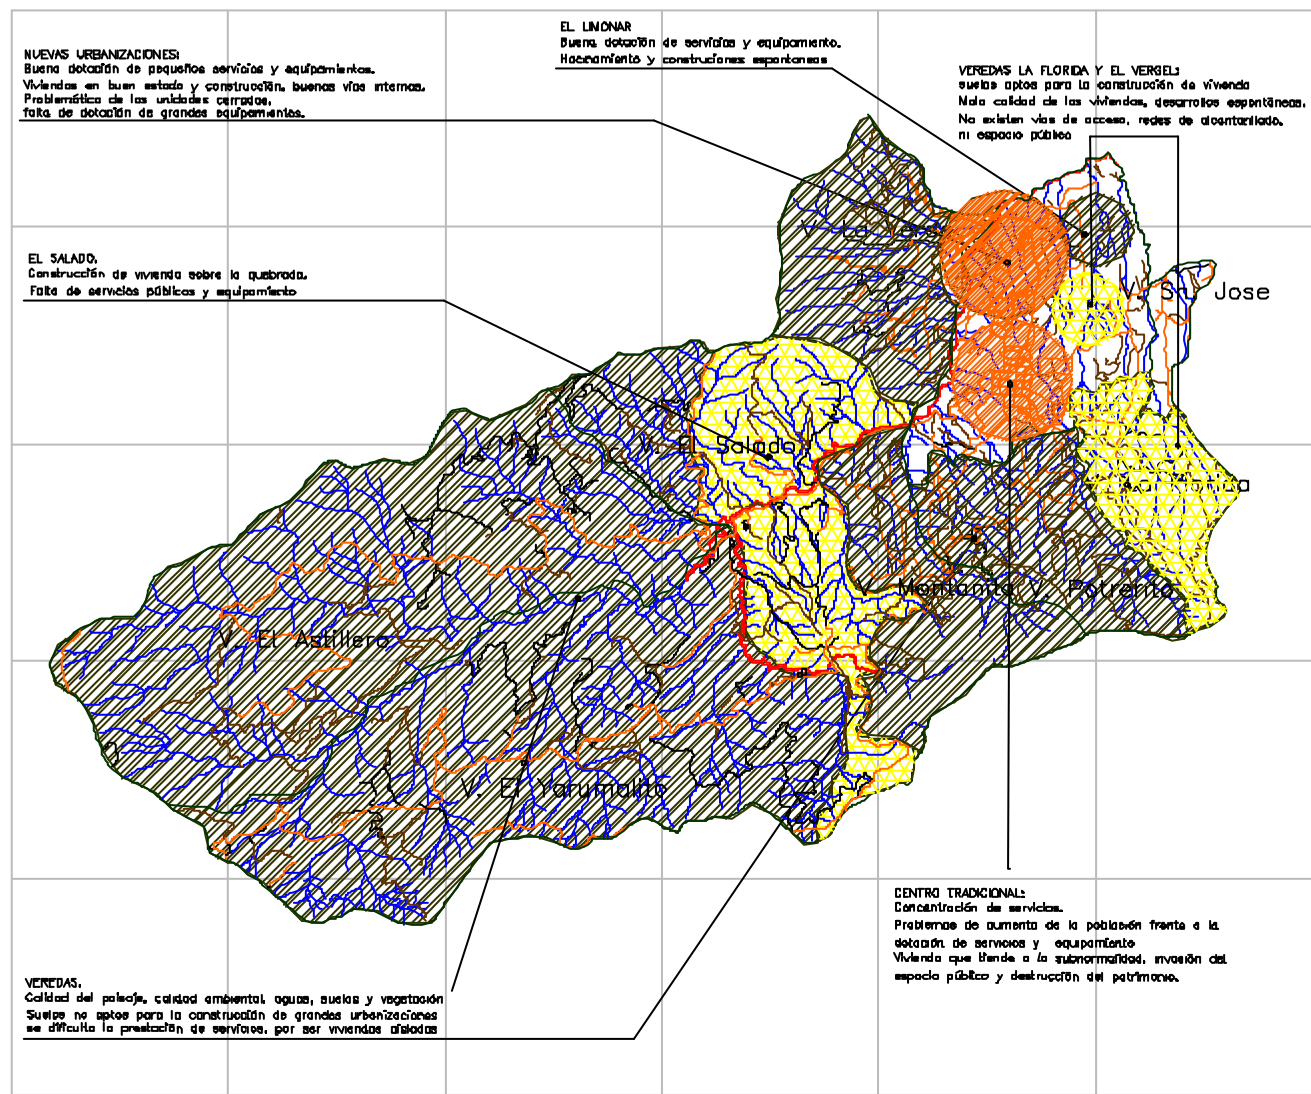 NUEVAS URBANIZACIONES:
Buena dotación de pequeños servicios y equipamientos.
Viviendas en buen estado y construcción, buenas vias internas.
Problemática de las unidades cerradas.
falta de dotación de grandes equipamientos.
EL LIMONAR
Buena dotación de servicios y equipamiento.
Hacinamiento y construciones espontaneas
VEREDAS LA FLORIDA Y EL VERGEL:
suelos aptos para la construcción de vivienda
Mala calidad de las viviendas, desarrollos espontáneos.
No existen vias de acceso, redes de alcantarillado,
ni espacio público
EL SALADO.
Construcción de vivienda sobre la quebrada.
Falta de servicios públicos y equipamiento
V. La
V. Sn. Jose
V. El Salado
V. Montanita
V. Potrerito
V. El Astillero
V. El Yarumalito
CENTRO TRADICIONAL:
Concentración de servicios.
Problemas de aumento de la población frente a la
dotación de servicios y equipamiento
Vivienda que tiende a la subnormalidad, invasión del
espacio público y destrucción del patrimonio.
VEREDAS.
Calidad del paisaje, calidad ambiental, aguas, suelos y vegetación
Suelos no aptos para la construcción de grandes urbanizaciones
se dificulta la prestación de servicios, por ser viviendas aisladas